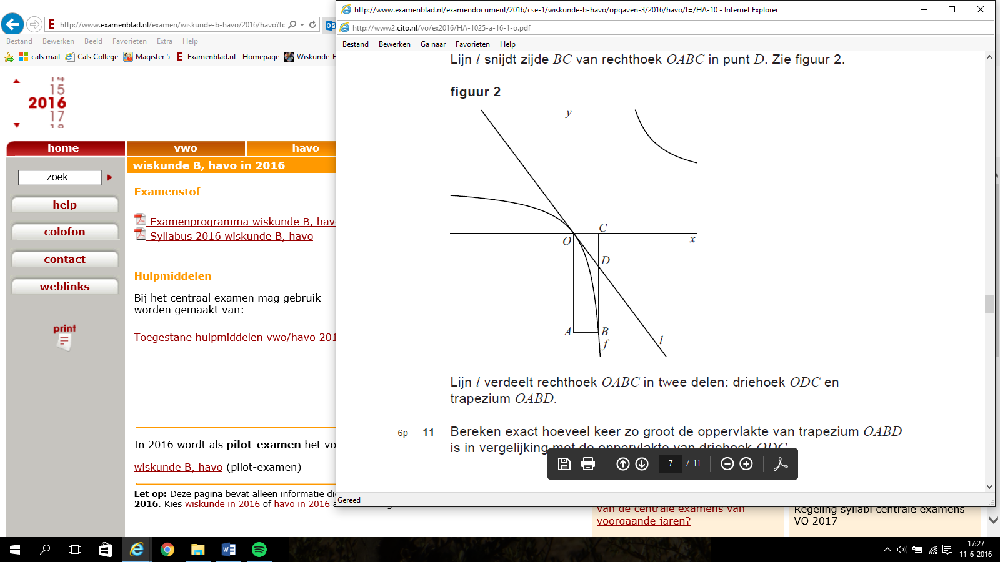 http://www.examenblad.nl/examen/wiskunde-b-havo/2016/havo?tc
Bestand Bewerken Beeld Favorieten Extra Help
cals mail Cals College Magister 5 Examenblad.nl - Homepage Wiskunde-E
15
2016
17
home vwo havo
wiskunde B, havo in 2016
zoek...
help
colofon
contact
weblinks
print
Examenstof
Examenprogramma wiskunde B, hav
Syllabus 2016 wiskunde B, havo
Hulpmiddelen
Bij het centraal examen mag gebruik
worden gemaakt van:
Toegestane hulpmiddelen vwo/havo 201
In 2016 wordt als pilot-examen het vo
wiskunde B, havo (pilot-examen)
Let op: Deze pagina bevat alleen informatie di
2016. Kies wiskunde in 2016 of havo in 2016
http://www.examenblad.nl/examendocument/2016/cse-1/wiskunde-b-havo/opgaven-3/2016/havo/f=/HA-10 - Internet Explorer
http://www2.cito.nl/vo/ex2016/HA-1025-a-16-1-o.pdf
Bestand Bewerken Ga naar Favorieten Help
Lijn l snijdt zijde BC van rechthoek OABC in punt D. Zie figuur 2.
figuur 2
y
C
O
x
D
A
B
f
l
Lijn l verdeelt rechthoek OABC in twee delen: driehoek ODC en
trapezium OABD.
6p 11 Bereken exact hoeveel keer zo groot de oppervlakte van trapezium OABD
is in vergelijking met de oppervlakte van driehoek ODC.
7 / 11
Gereed
van de centrale examens van
voorgaande jaren?
Regeling syllabi centrale examens
VO 2017
17:27
11-6-2016